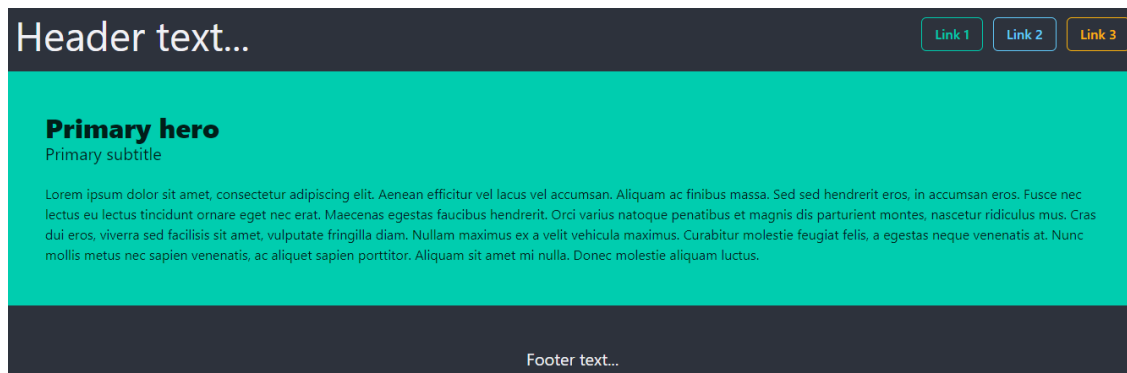 Header text...
Link 1
Link 2
Link 3
Primary hero
Primary subtitle
Lorem ipsum dolor sit amet, consectetur adipiscing elit. Aenean efficitur vel lacus vel accumsan. Aliquam ac finibus massa. Sed sed hendrerit eros, in accumsan eros. Fusce nec
lectus eu lectus tincidunt ornare eget nec erat. Maecenas egestas faucibus hendrerit. Orci varius natoque penatibus et magnis dis parturient montes, nascetur ridiculus mus. Cras
dui eros, viverra sed facilisis sit amet, vulputate fringilla diam. Nullam maximus ex a velit vehicula maximus. Curabitur molestie feugiat felis, a egestas neque venenatis at. Nunc
mollis metus nec sapien venenatis, ac aliquet sapien porttitor. Aliquam sit amet mi nulla. Donec molestie aliquam luctus.
Footer text...